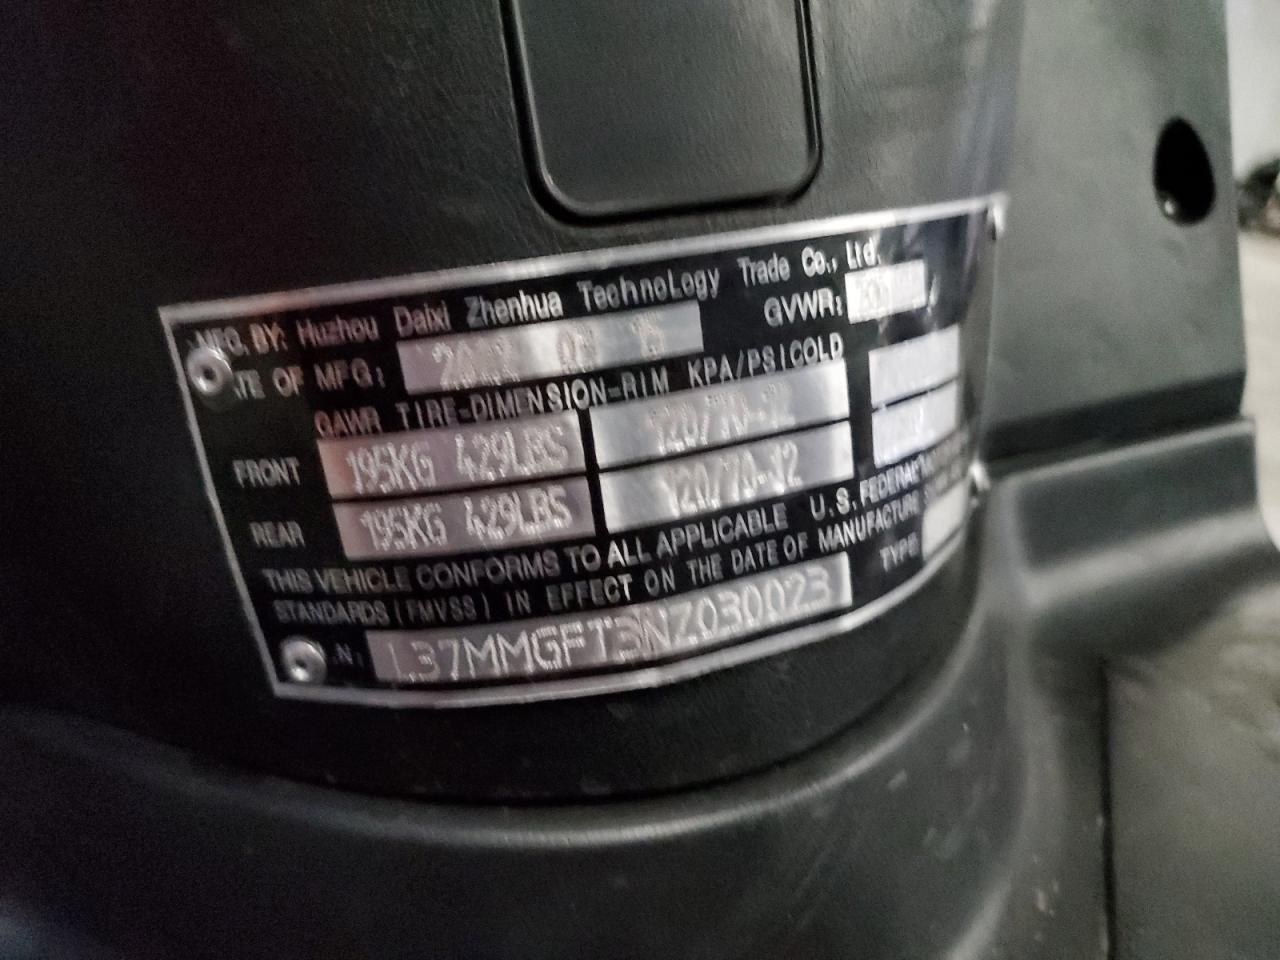 MFG. BY: Huzhou Daixi Zhenhua Technology Trade Co., Ltd.
TE OF MFG: GVWR:
GAWR TIRE-DIMENSION-RIM KPA/PSI COLD
FRONT 195KG 429LBS 120/70-12
REAR 195KG 429LBS 120/70-12
THIS VEHICLE CONFORMS TO ALL APPLICABLE U.S. FEDERAL
STANDARDS (FMVSS) IN EFFECT ON THE DATE OF MANUFACTURE
.N: L37MMGFT3NZ030023 TYPE